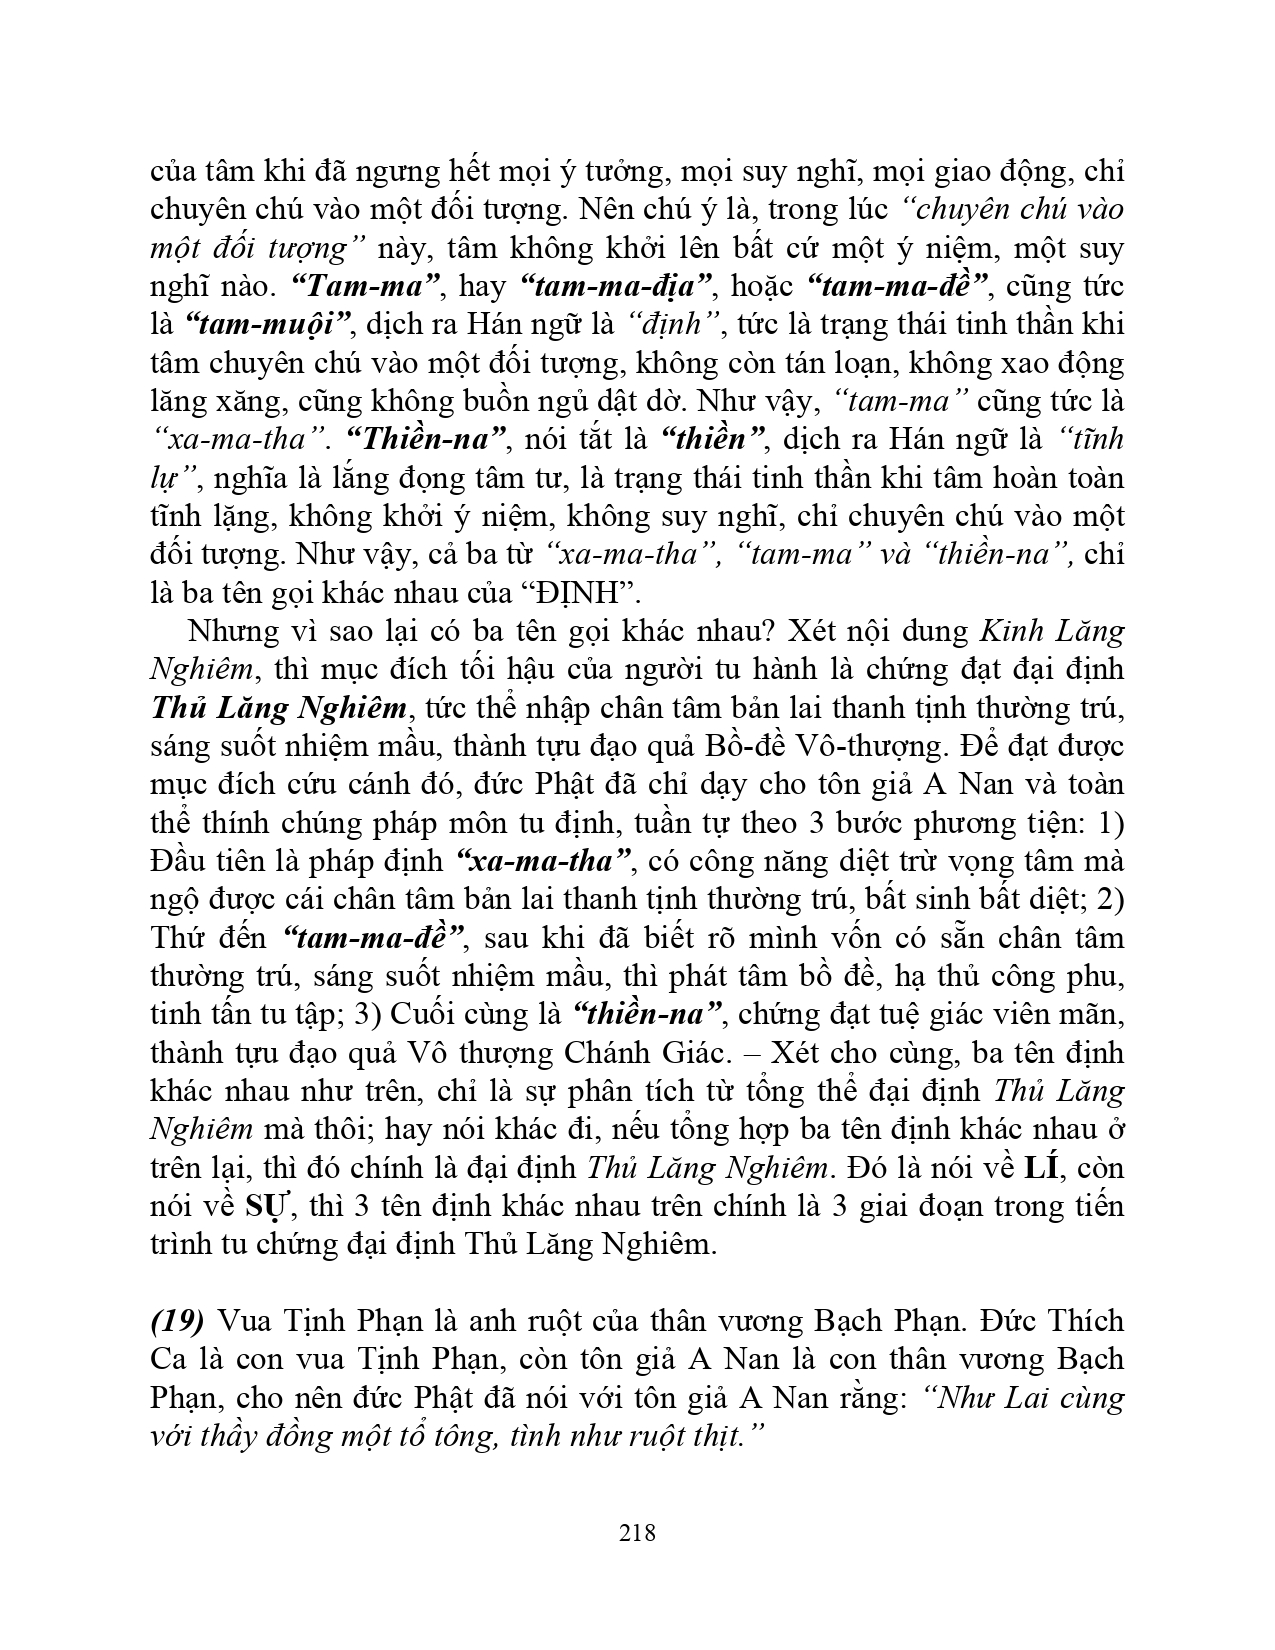 của tâm khi đã ngưng hết mọi ý tưởng, mọi suy nghĩ, mọi giao động, chỉ
chuyên chú vào một đối tượng. Nên chú ý là, trong lúc “chuyên chú vào
một đối tượng” này, tâm không khởi lên bất cứ một ý niệm, một suy
nghĩ nào. “Tam-ma”, hay “tam-ma-địa”, hoặc “tam-ma-đề”, cũng tức
là “tam-muội”, dịch ra Hán ngữ là “định”, tức là trạng thái tinh thần khi
tâm chuyên chú vào một đối tượng, không còn tán loạn, không xao động
lăng xăng, cũng không buồn ngủ dật dờ. Như vậy, “tam-ma” cũng tức là
“xa-ma-tha”. “Thiền-na”, nói tắt là “thiền”, dịch ra Hán ngữ là “tĩnh
lự”, nghĩa là lắng đọng tâm tư, là trạng thái tinh thần khi tâm hoàn toàn
tĩnh lặng, không khởi ý niệm, không suy nghĩ, chỉ chuyên chú vào một
đối tượng. Như vậy, cả ba từ “xa-ma-tha”, “tam-ma” và “thiền-na”, chỉ
là ba tên gọi khác nhau của “ĐỊNH”.
Nhưng vì sao lại có ba tên gọi khác nhau? Xét nội dung Kinh Lăng
Nghiêm, thì mục đích tối hậu của người tu hành là chứng đạt đại định
Thủ Lăng Nghiêm, tức thể nhập chân tâm bản lai thanh tịnh thường trú,
sáng suốt nhiệm mầu, thành tựu đạo quả Bồ-đề Vô-thượng. Để đạt được
mục đích cứu cánh đó, đức Phật đã chỉ dạy cho tôn giả A Nan và toàn
thể thính chúng pháp môn tu định, tuần tự theo 3 bước phương tiện: 1)
Đầu tiên là pháp định “xa-ma-tha”, có công năng diệt trừ vọng tâm mà
ngộ được cái chân tâm bản lai thanh tịnh thường trú, bất sinh bất diệt; 2)
Thứ đến “tam-ma-đề”, sau khi đã biết rõ mình vốn có sẵn chân tâm
thường trú, sáng suốt nhiệm mầu, thì phát tâm bồ đề, hạ thủ công phu,
tinh tấn tu tập; 3) Cuối cùng là “thiền-na”, chứng đạt tuệ giác viên mãn,
thành tựu đạo quả Vô thượng Chánh Giác. – Xét cho cùng, ba tên định
khác nhau như trên, chỉ là sự phân tích từ tổng thể đại định Thủ Lăng
Nghiêm mà thôi; hay nói khác đi, nếu tổng hợp ba tên định khác nhau ở
trên lại, thì đó chính là đại định Thủ Lăng Nghiêm. Đó là nói về LÍ, còn
nói về SỰ, thì 3 tên định khác nhau trên chính là 3 giai đoạn trong tiến
trình tu chứng đại định Thủ Lăng Nghiêm.
(19) Vua Tịnh Phạn là anh ruột của thân vương Bạch Phạn. Đức Thích
Ca là con vua Tịnh Phạn, còn tôn giả A Nan là con thân vương Bạch
Phạn, cho nên đức Phật đã nói với tôn giả A Nan rằng: “Như Lai cùng
với thầy đồng một tổ tông, tình như ruột thịt.”
218